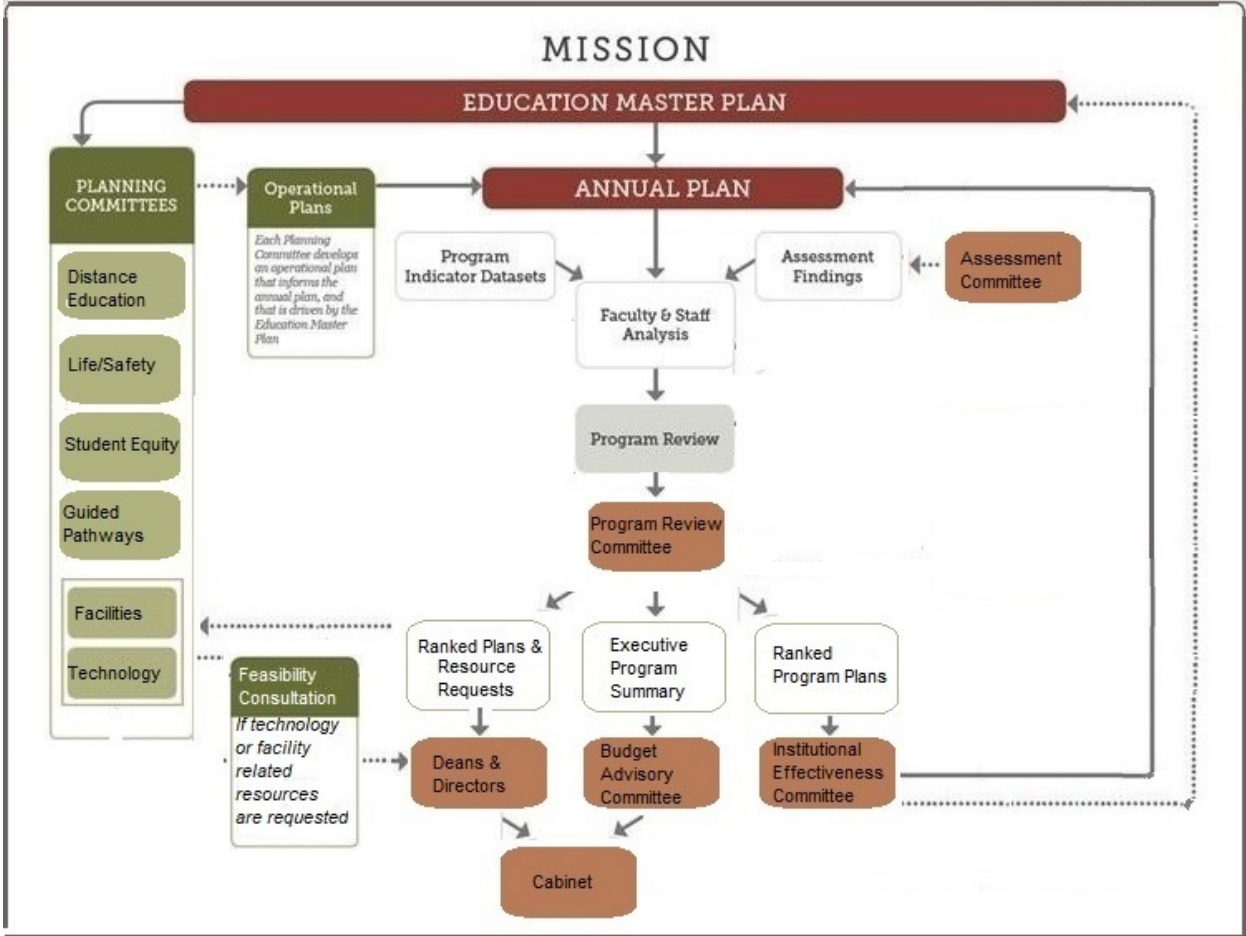 MISSION
EDUCATION MASTER PLAN
PLANNING
COMMITTEES
Distance
Education
Life/Safety
Student Equity
Guided
Pathways
Facilities
Technology
Operational
Plans
Each Planning
Committee develops
an operational plan
that informs the
annual plan, and
that is driven by the
Education Master
Plan
ANNUAL PLAN
Program
Indicator Datasets
Assessment
Findings
Assessment
Committee
Faculty & Staff
Analysis
Program Review
Program Review
Committee
Ranked Plans &
Resource
Requests
Executive
Program
Summary
Ranked
Program Plans
Feasibility
Consultation
If technology
or facility
related
resources
are requested
Deans &
Directors
Budget
Advisory
Committee
Institutional
Effectiveness
Committee
Cabinet